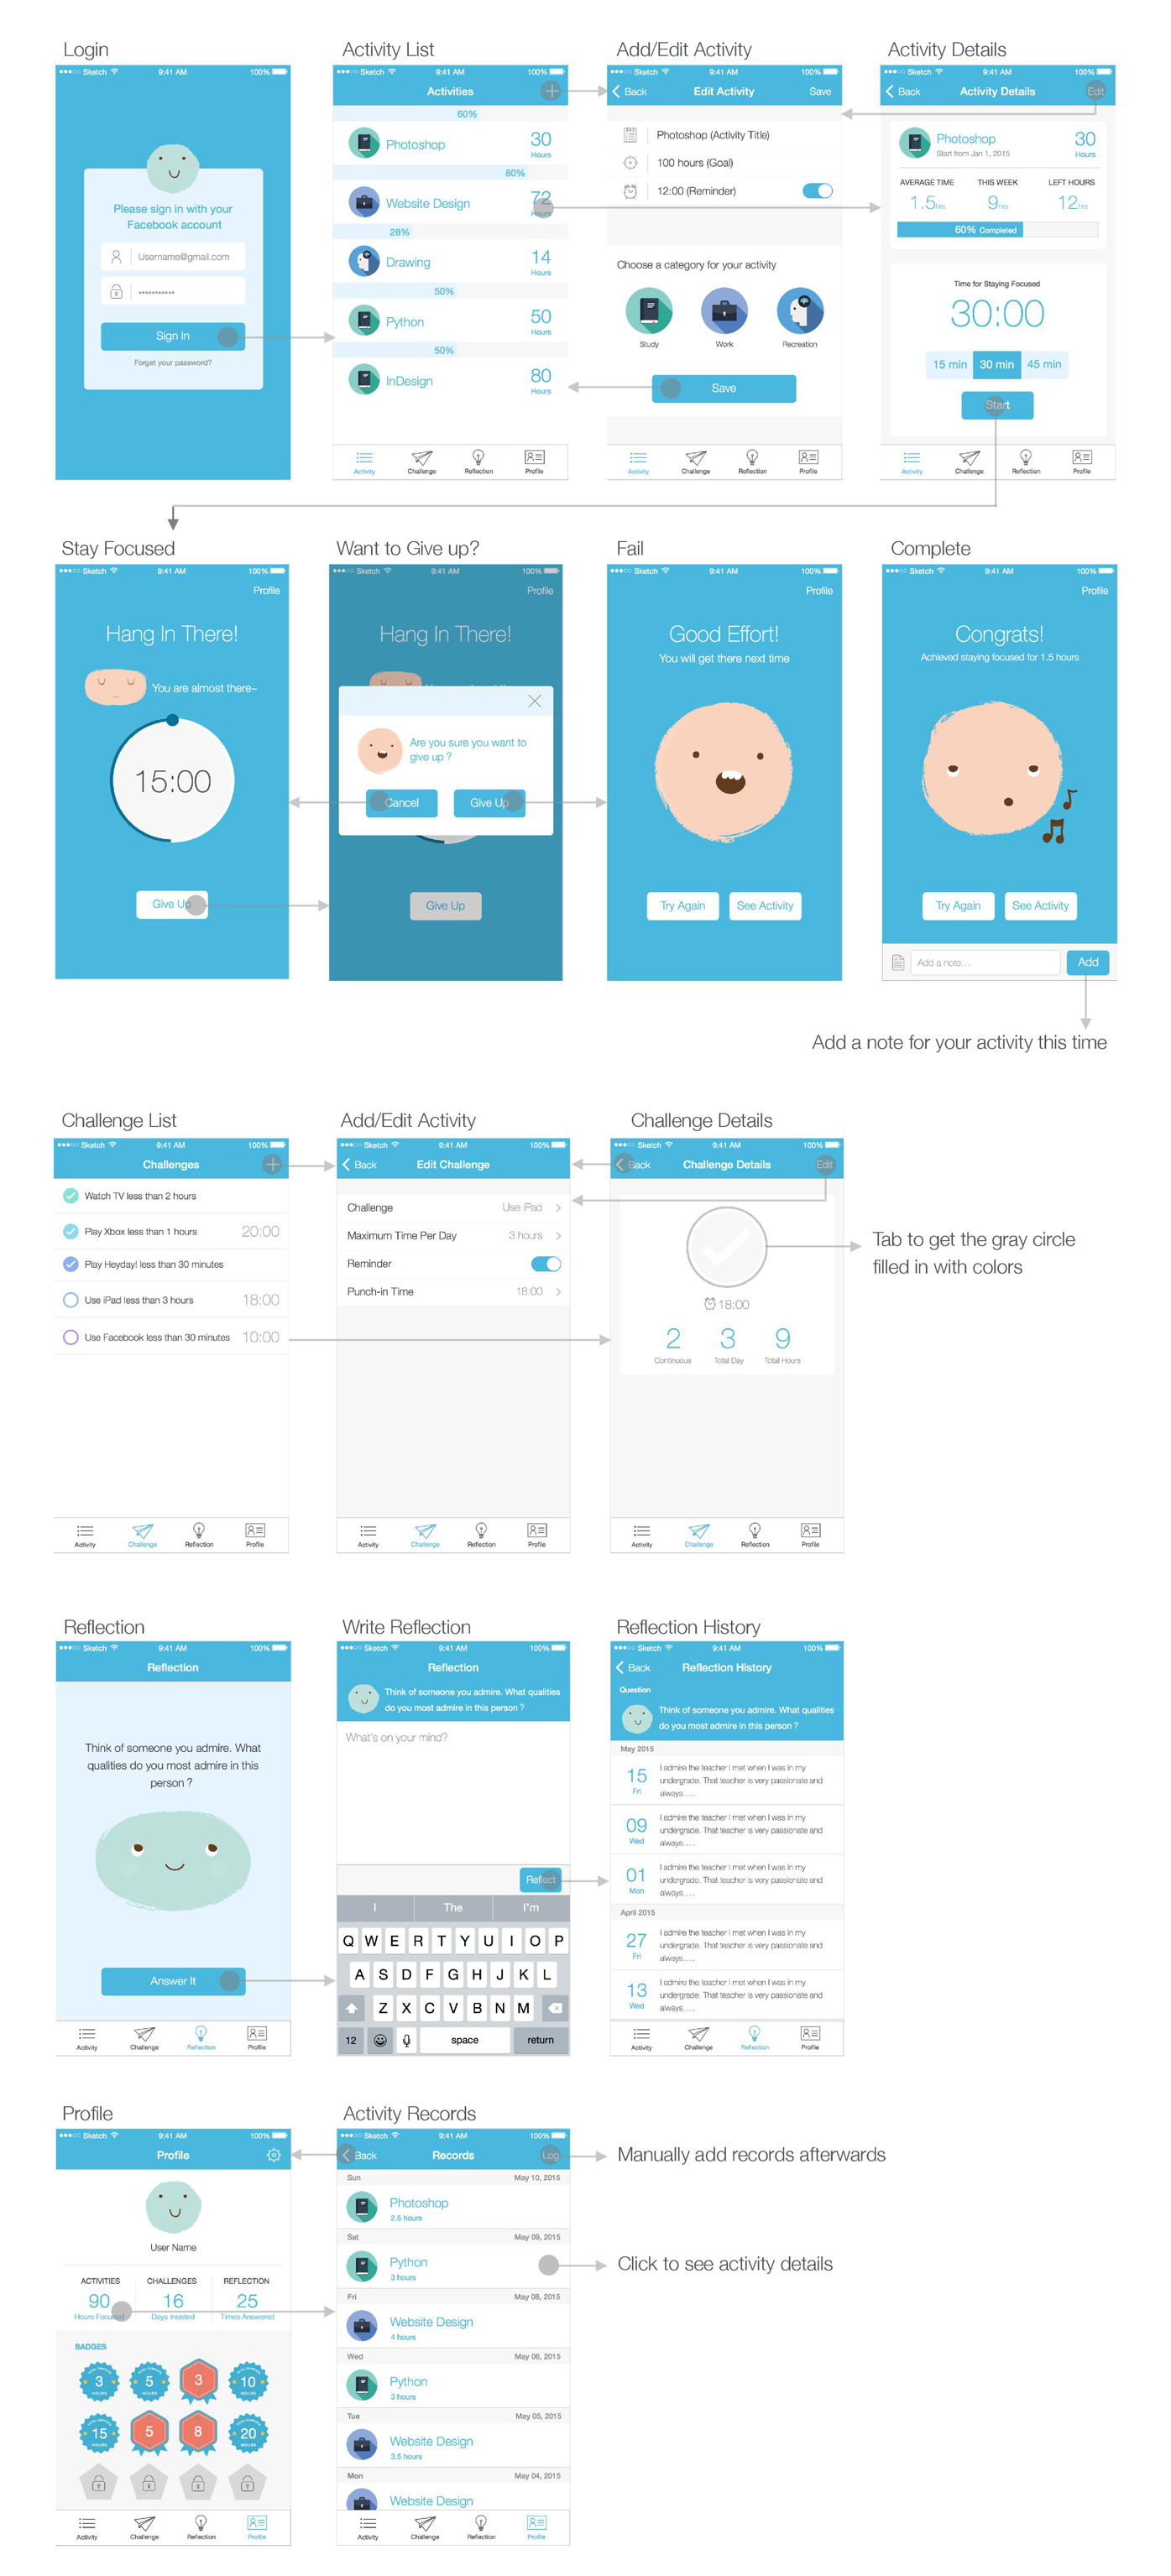 Login
Activity List
Add/Edit Activity
Activity Details
Sketch 9:41 AM 100%
Please sign in with your
Facebook account
Username@gmail.com
Sign In
Forget your password?
Sketch 9:41 AM 100%
Activities
60%
Photoshop 30
Hours
80%
Website Design 72
Hours
28%
Drawing 14
Hours
50%
Python 50
Hours
50%
InDesign 80
Hours
Activity Challenge Reflection Profile
Sketch 9:41 AM 100%
Back Edit Activity Save
Photoshop (Activity Title)
100 hours (Goal)
12:00 (Reminder)
Choose a category for your activity
Study Work Recreation
Save
Activity Challenge Reflection Profile
Sketch 9:41 AM 100%
Back Activity Details Edit
Photoshop 30
Start from Jan 1, 2015 Hours
AVERAGE TIME THIS WEEK LEFT HOURS
1.5hrs 9hrs 12hrs
60% Completed
Time for Staying Focused
30:00
15 min 30 min 45 min
Start
Activity Challenge Reflection Profile
Stay Focused
Want to Give up?
Fail
Complete
Sketch 9:41 AM 100%
Profile
Hang In There!
You are almost there~
15:00
Give Up
Sketch 9:41 AM 100%
Profile
Hang In There!
Are you sure you want to
give up ?
Cancel Give Up
Give Up
Sketch 9:41 AM 100%
Profile
Good Effort!
You will get there next time
Try Again See Activity
Sketch 9:41 AM 100%
Profile
Congrats!
Achieved staying focused for 1.5 hours
Try Again See Activity
Add a note... Add
Add a note for your activity this time
Challenge List
Add/Edit Activity
Challenge Details
Sketch 9:41 AM 100%
Challenges
Watch TV less than 2 hours
Play Xbox less than 1 hours 20:00
Play Heyday! less than 30 minutes
Use iPad less than 3 hours 18:00
Use Facebook less than 30 minutes 10:00
Activity Challenge Reflection Profile
Sketch 9:41 AM 100%
Back Edit Challenge
Challenge Use iPad
Maximum Time Per Day 3 hours
Reminder
Punch-in Time 18:00
Activity Challenge Reflection Profile
Sketch 9:41 AM 100%
Back Challenge Details Edit
18:00
2 3 9
Continuous Total Day Total Hours
Activity Challenge Reflection Profile
Tab to get the gray circle
filled in with colors
Reflection
Write Reflection
Reflection History
Sketch 9:41 AM 100%
Reflection
Think of someone you admire. What
qualities do you most admire in this
person ?
Answer It
Activity Challenge Reflection Profile
Sketch 9:41 AM 100%
Reflection
Think of someone you admire. What qualities
do you most admire in this person ?
What's on your mind?
Reflect
I The I'm
Q W E R T Y U I O P
A S D F G H J K L
Z X C V B N M
12 space return
Sketch 9:41 AM 100%
Back Reflection History
Question
Think of someone you admire. What qualities
do you most admire in this person ?
May 2015
15 Fri
I admire the teacher I met when I was in my
undergrade. That teacher is very passionate and
always.....
09 Wed
I admire the teacher I met when I was in my
undergrade. That teacher is very passionate and
always.....
01 Mon
I admire the teacher I met when I was in my
undergrade. That teacher is very passionate and
always.....
April 2015
27 Fri
I admire the teacher I met when I was in my
undergrade. That teacher is very passionate and
always.....
13 Wed
I admire the teacher I met when I was in my
undergrade. That teacher is very passionate and
always.....
Activity Challenge Reflection Profile
Profile
Activity Records
Sketch 9:41 AM 100%
Profile
User Name
ACTIVITIES CHALLENGES REFLECTION
90 16 25
Hours Focused Days Insisted Times Answered
BADGES
3 HOURS
5 HOURS
3
10 HOURS
15 HOURS
5
8
20 HOURS
Activity Challenge Reflection Profile
Sketch 9:41 AM 100%
Back Records Log
Sun May 10, 2015
Photoshop
2.5 hours
Sat May 09, 2015
Python
3 hours
Fri May 08, 2015
Website Design
4 hours
Wed May 06, 2015
Python
3 hours
Tue May 05, 2015
Website Design
3.5 hours
Mon May 04, 2015
Website Design
Activity Challenge Reflection Profile
Manually add records afterwards
Click to see activity details